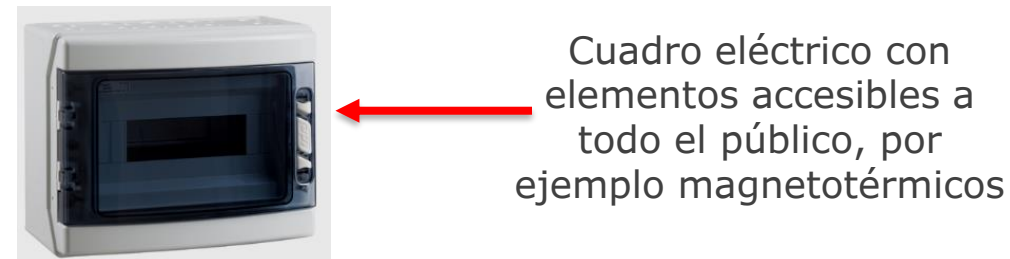 Cuadro eléctrico con
elementos accesibles a
todo el público, por
ejemplo magnetotérmicos